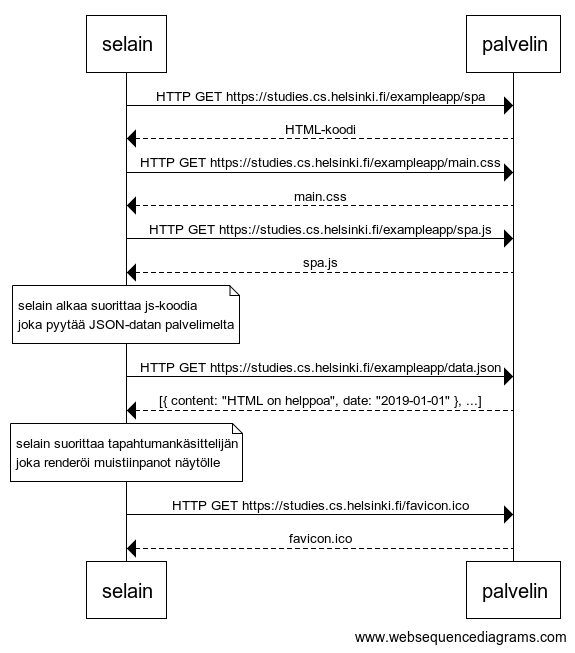 selain palvelin
HTTP GET https://studies.cs.helsinki.fi/exampleapp/spa
HTML-koodi
HTTP GET https://studies.cs.helsinki.fi/exampleapp/main.css
main.css
HTTP GET https://studies.cs.helsinki.fi/exampleapp/spa.js
spa.js
selain alkaa suorittaa js-koodia
joka pyytää JSON-datan palvelimelta
HTTP GET https://studies.cs.helsinki.fi/exampleapp/data.json
[{ content: "HTML on helppoa", date: "2019-01-01" }, ...]
selain suorittaa tapahtumankäsittelijän
joka renderöi muistiinpanot näytölle
HTTP GET https://studies.cs.helsinki.fi/favicon.ico
favicon.ico
selain palvelin
www.websequencediagrams.com